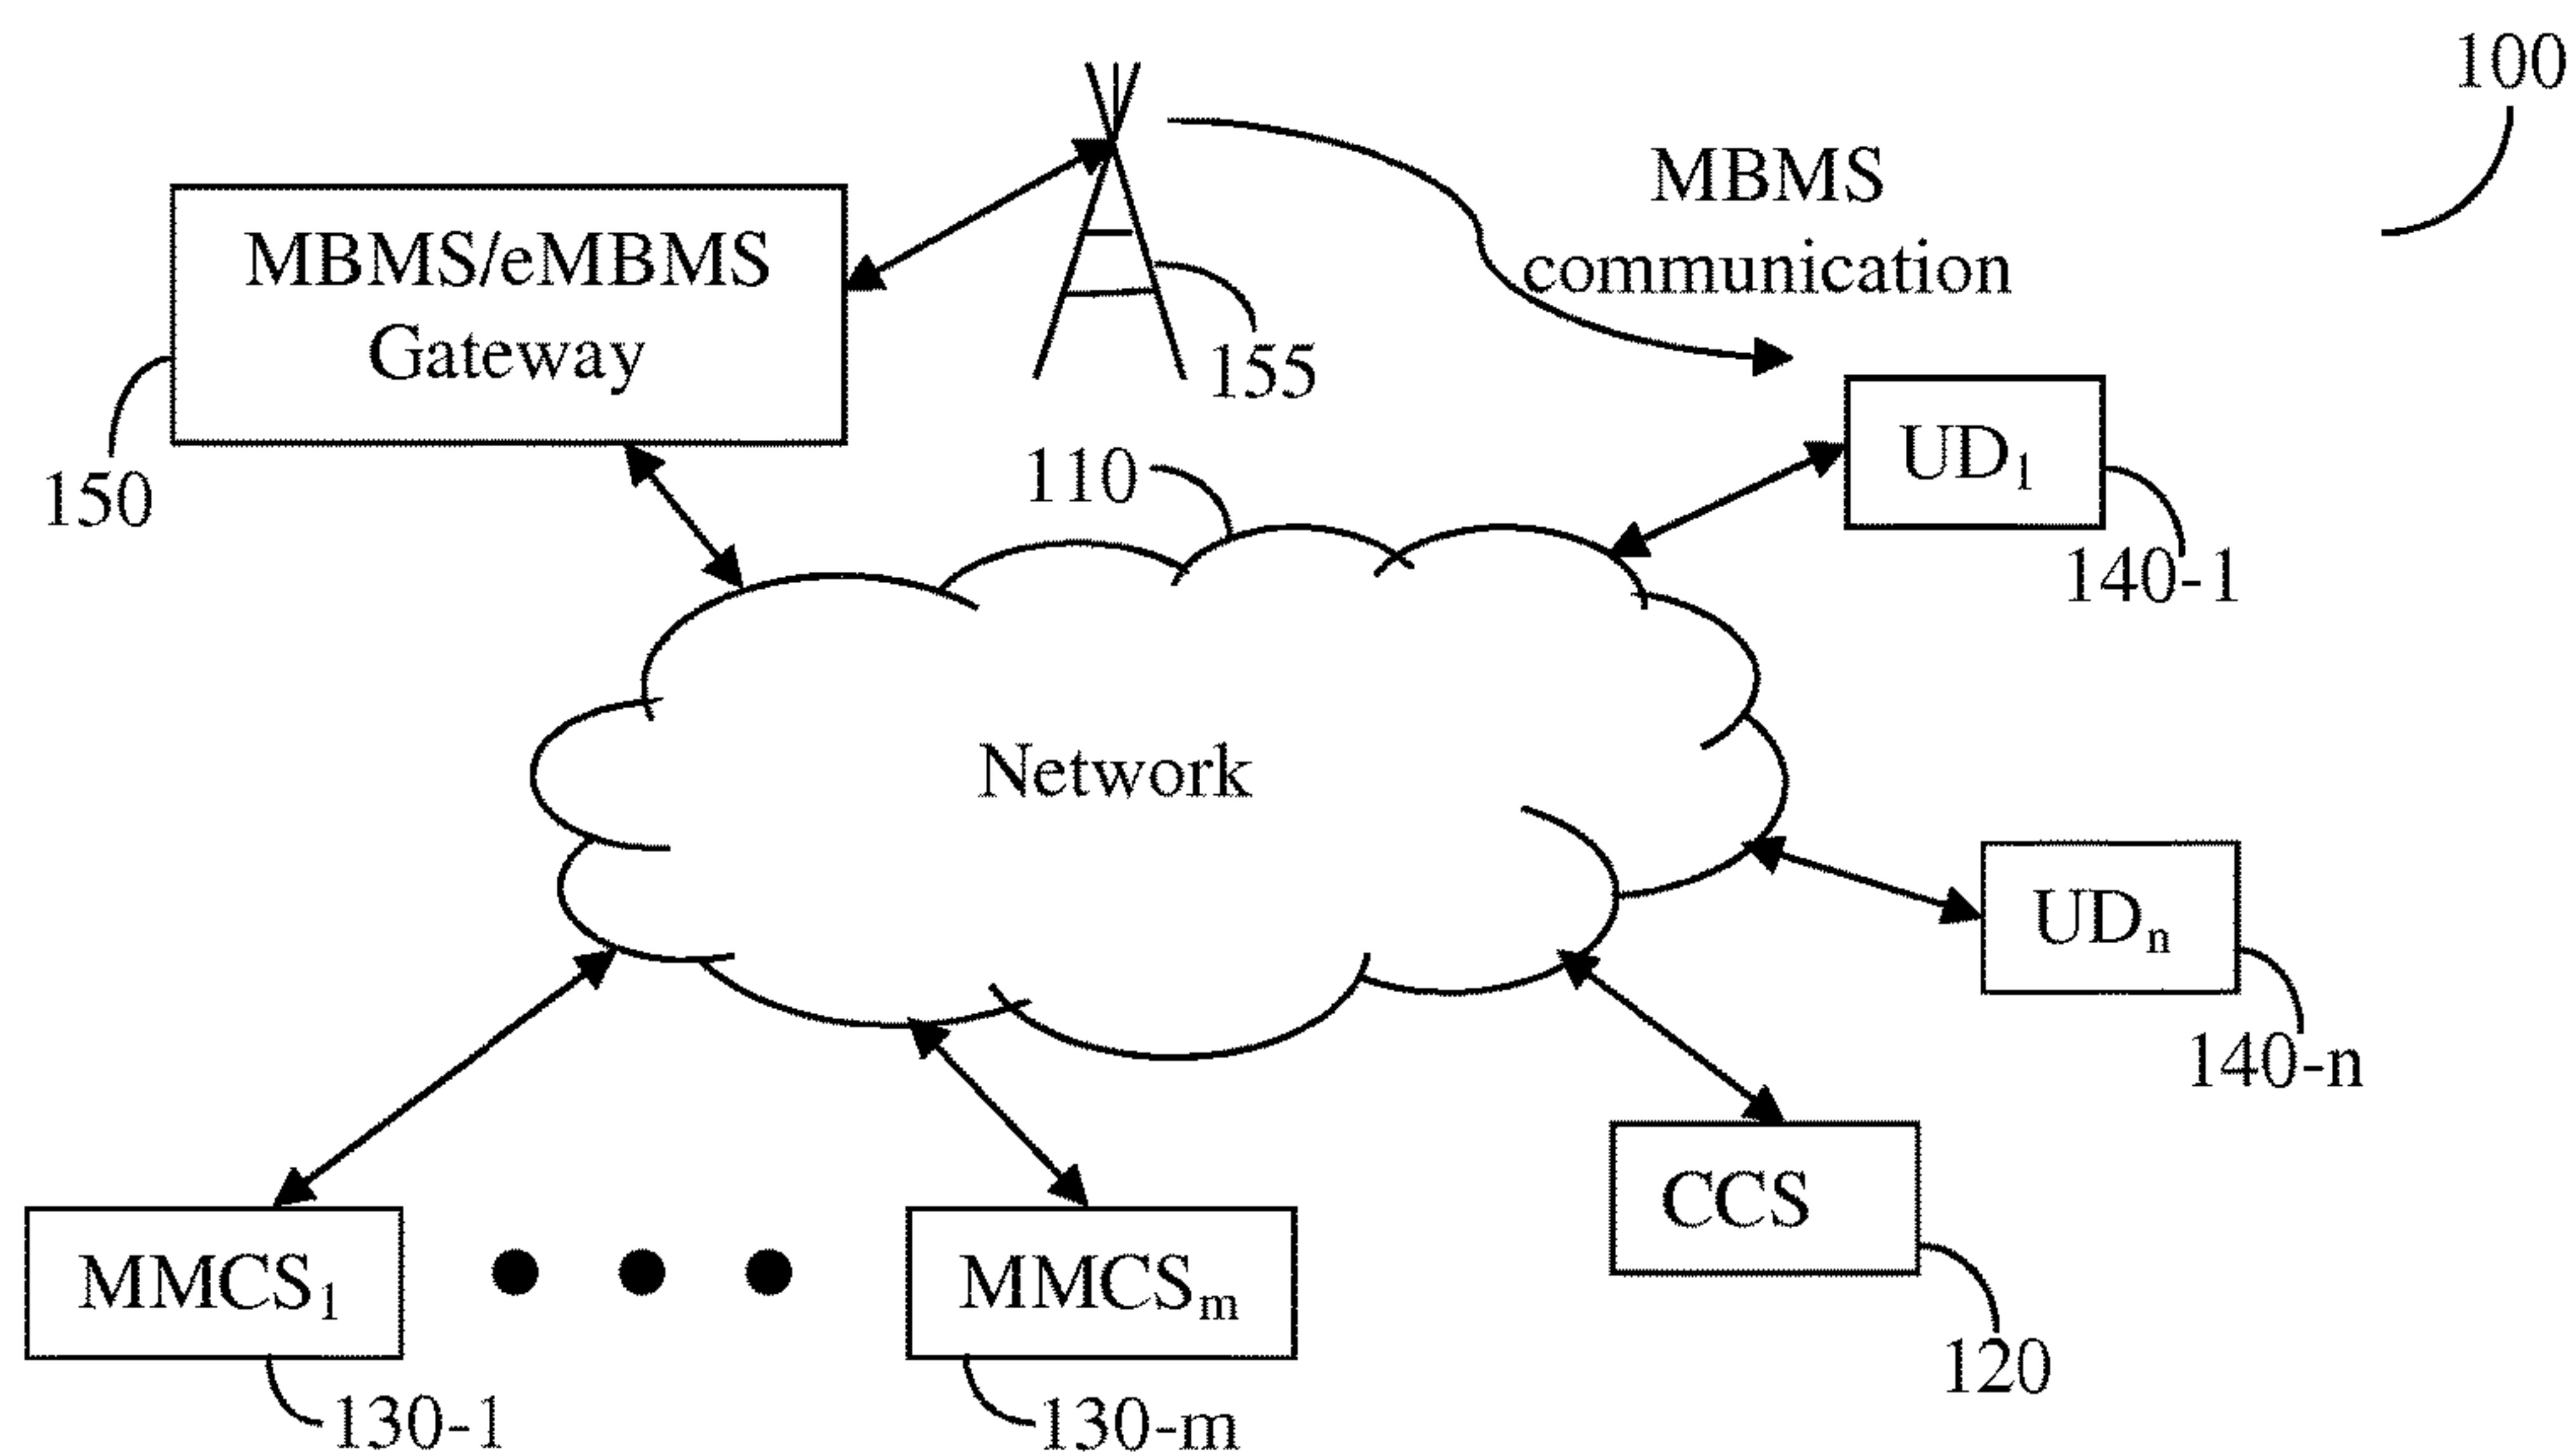 100
MBMS
communication
MBMS/eMBMS
Gateway
155
150
110
UD1
140-1
Network
UDn
140-n
CCS
120
MMCS1
MMCSm
130-1
130-m